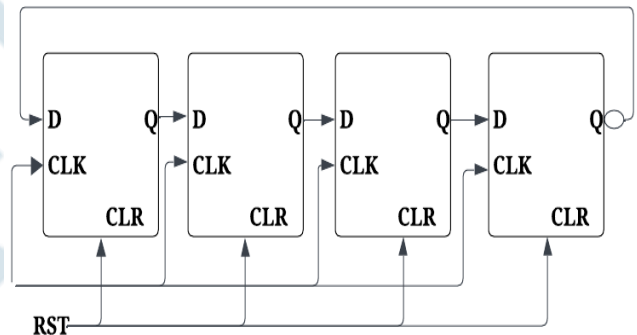 D Q D Q D Q D Q
CLK CLK CLK CLK
CLR CLR CLR CLR
RST